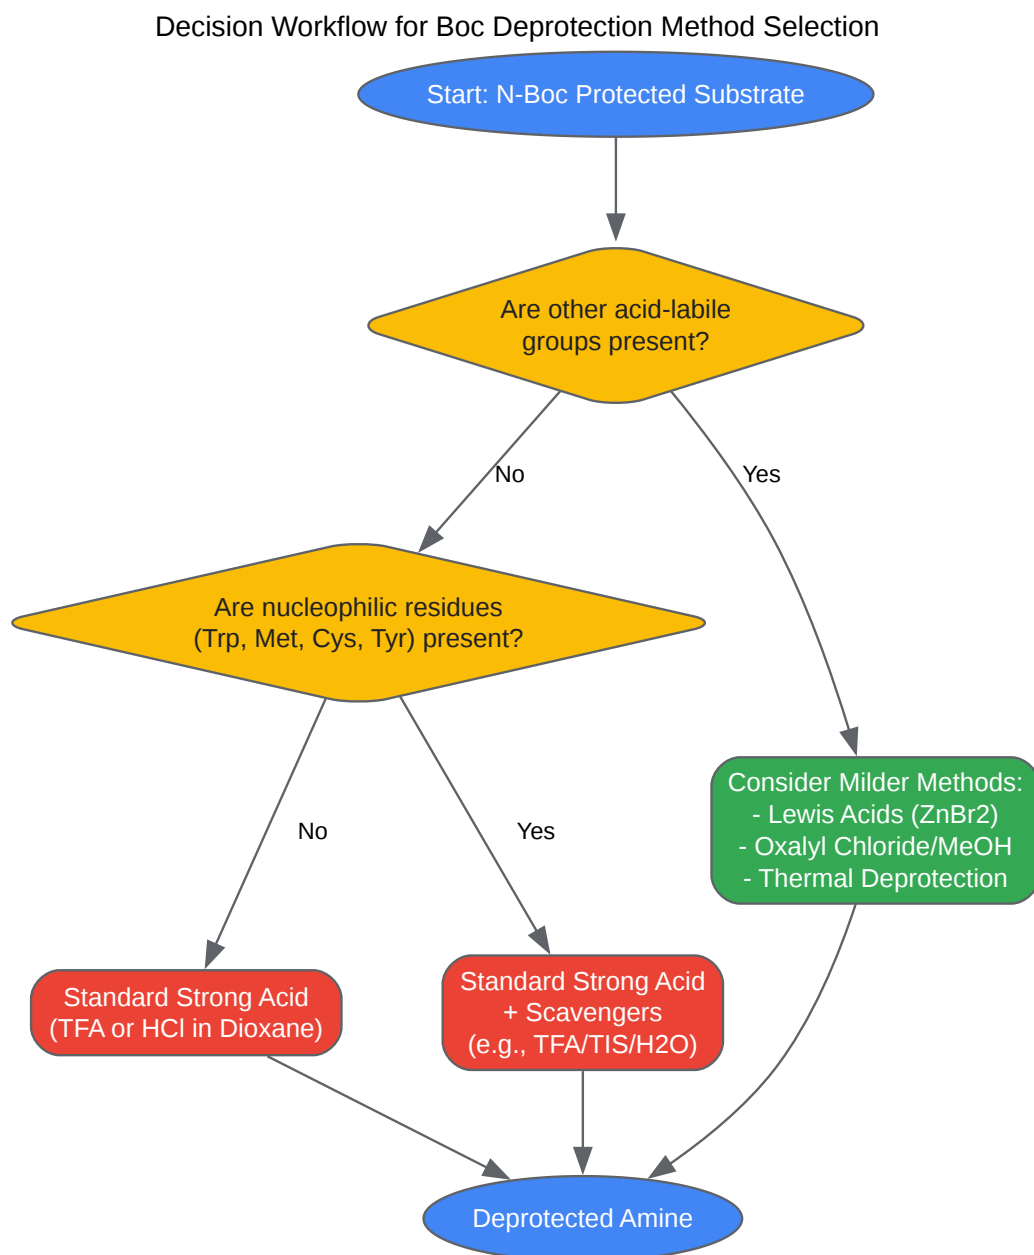 Decision Workflow for Boc Deprotection Method Selection
Start: N-Boc Protected Substrate
Are other acid-labile
groups present?
No
Yes
Are nucleophilic residues
(Trp, Met, Cys, Tyr) present?
Consider Milder Methods:
- Lewis Acids (ZnBr2)
- Oxalyl Chloride/MeOH
- Thermal Deprotection
No
Yes
Standard Strong Acid
(TFA or HCl in Dioxane)
Standard Strong Acid
+ Scavengers
(e.g., TFA/TIS/H2O)
Deprotected Amine